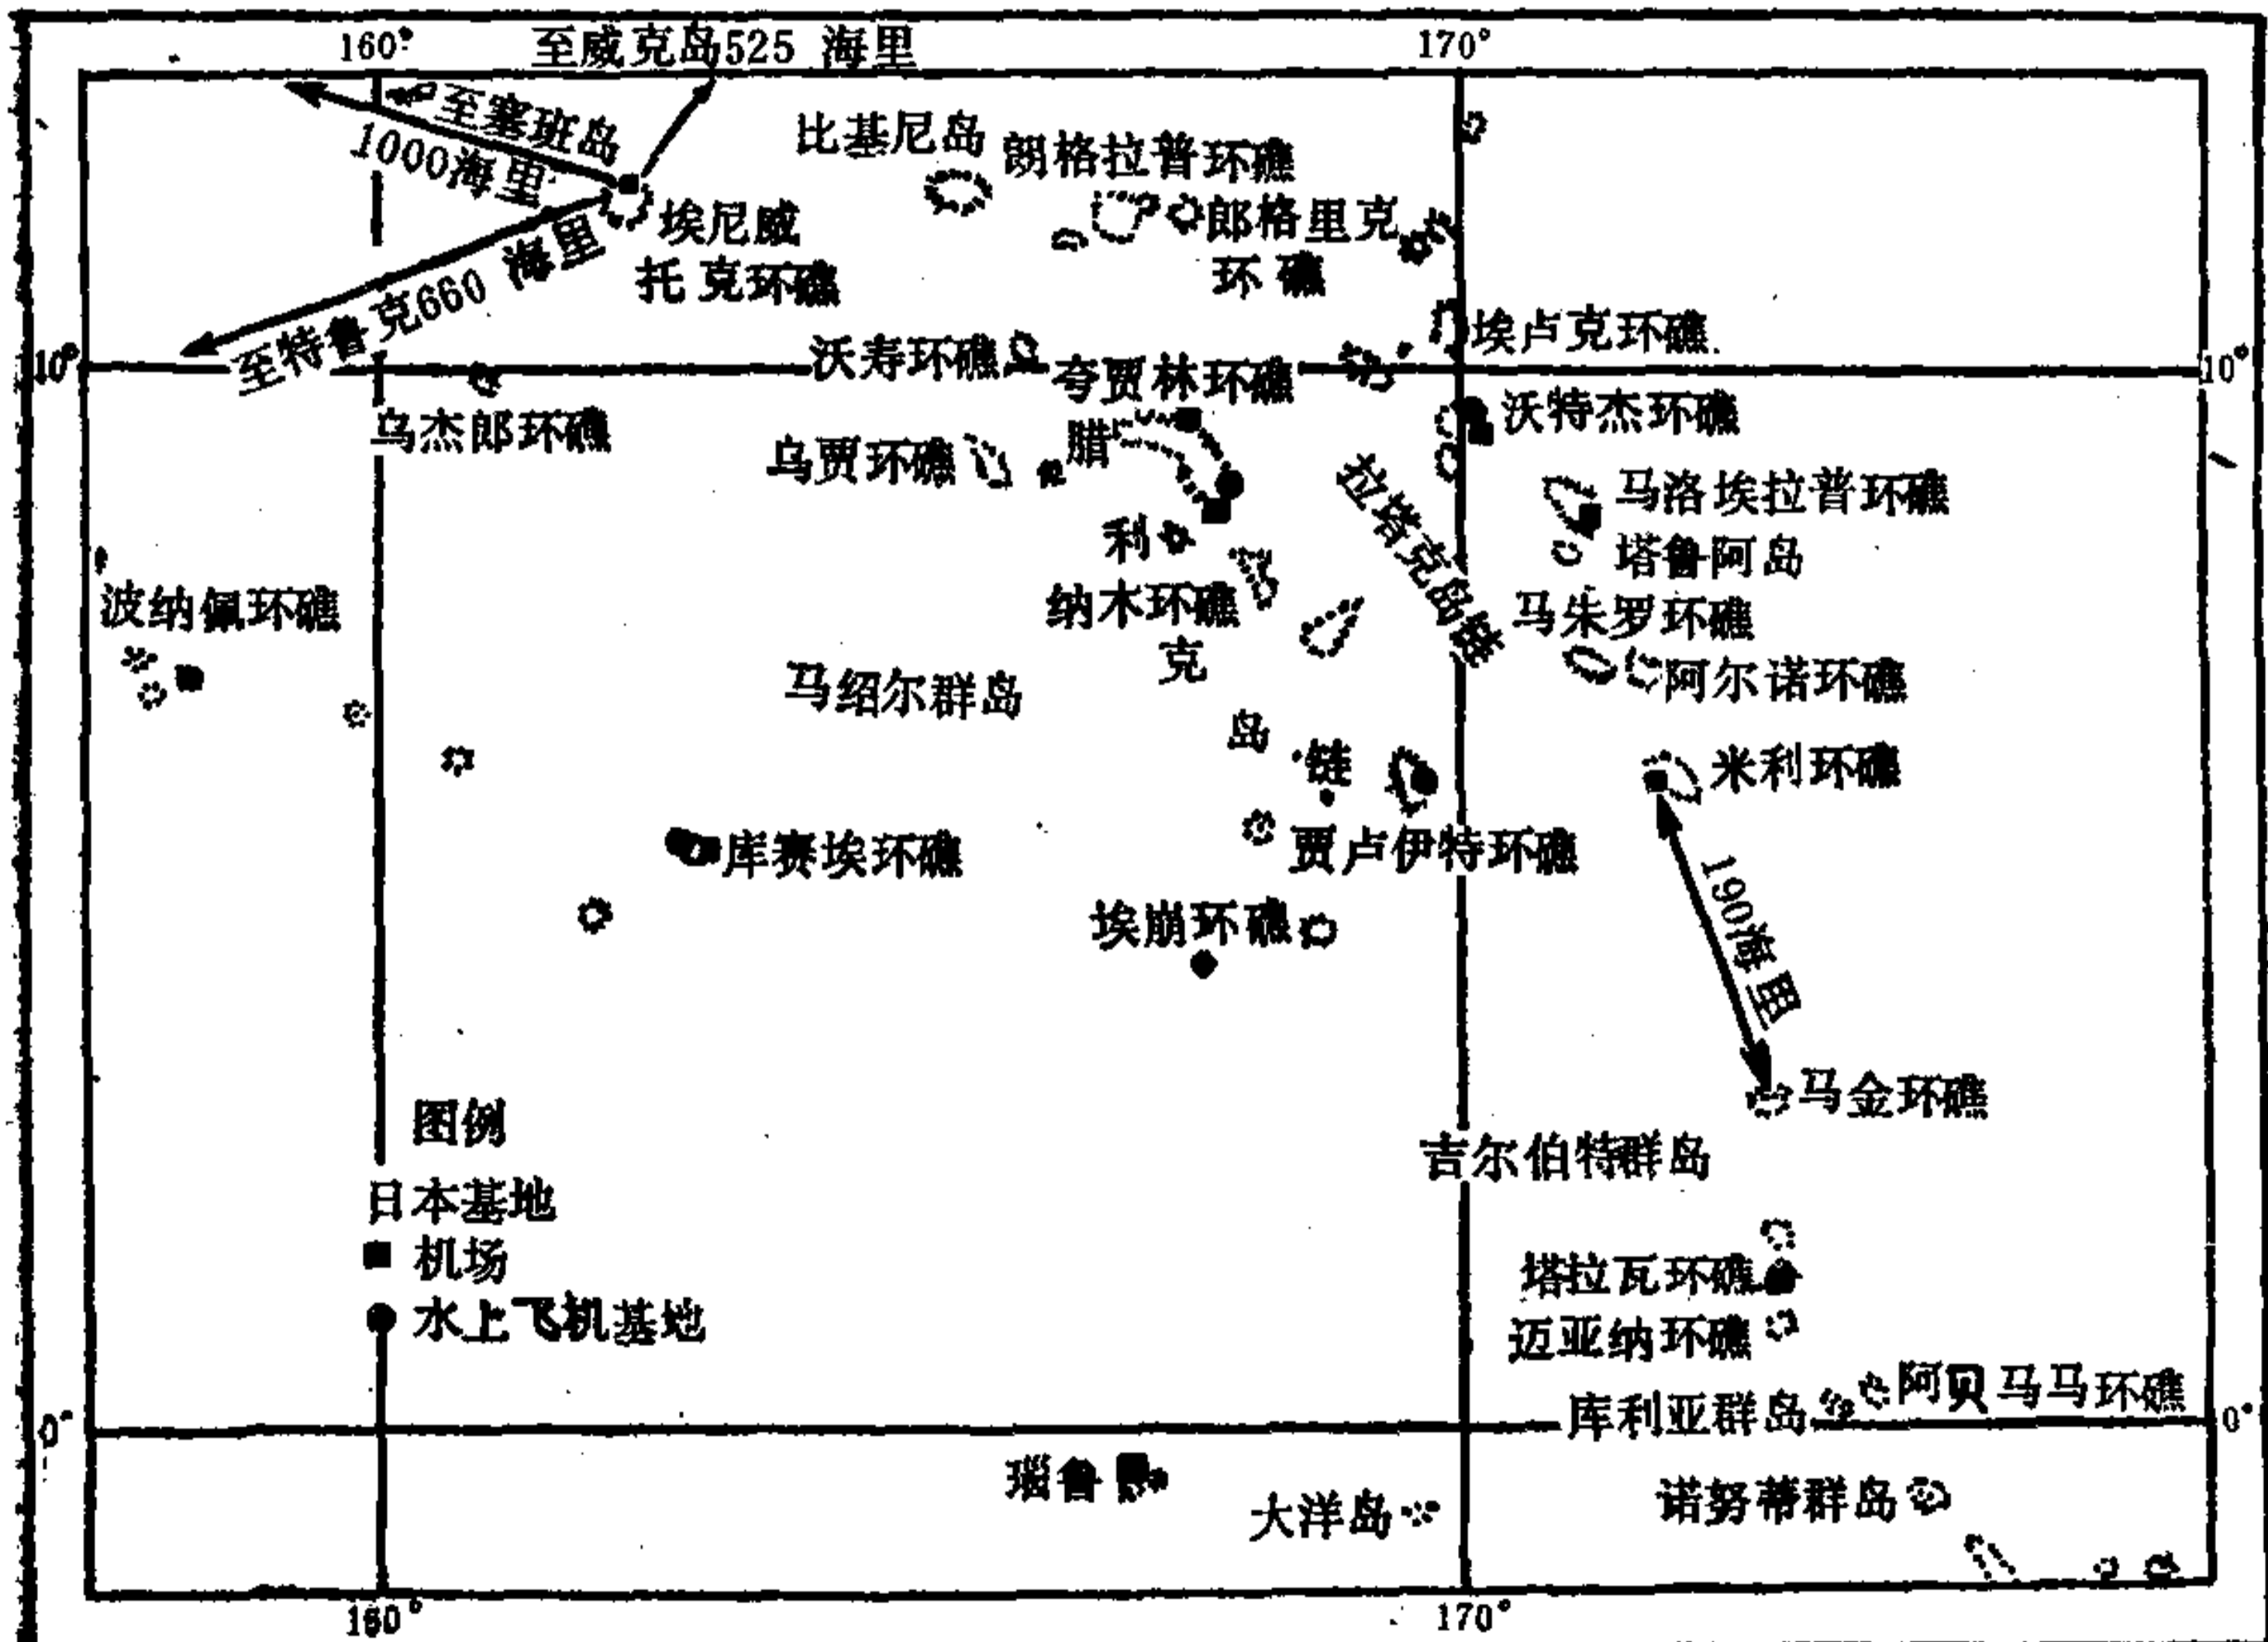 160° 至威克岛525 海里 170°
至塞班岛
1000海里
比基尼岛
朗格拉普环礁
埃尼威
托克环礁
郎格里克
环礁
至特鲁克660 海里
埃卢克环礁
10° 沃寿环礁 夸贾林环礁 10°
乌杰郎环礁
沃特杰环礁
乌贾环礁
腊
利
克
岛
链
拉塔克岛链
马洛埃拉普环礁
塔鲁阿岛
波纳佩环礁
纳木环礁
马朱罗环礁
马绍尔群岛
阿尔诺环礁
米利环礁
库赛埃环礁
贾卢伊特环礁
埃崩环礁
190海里
马金环礁
图例
日本基地
机场
水上飞机基地
吉尔伯特群岛
塔拉瓦环礁
迈亚纳环礁
阿贝马马环礁
0° 库利亚群岛 0°
瑙鲁
大洋岛
诺努蒂群岛
160° 170°